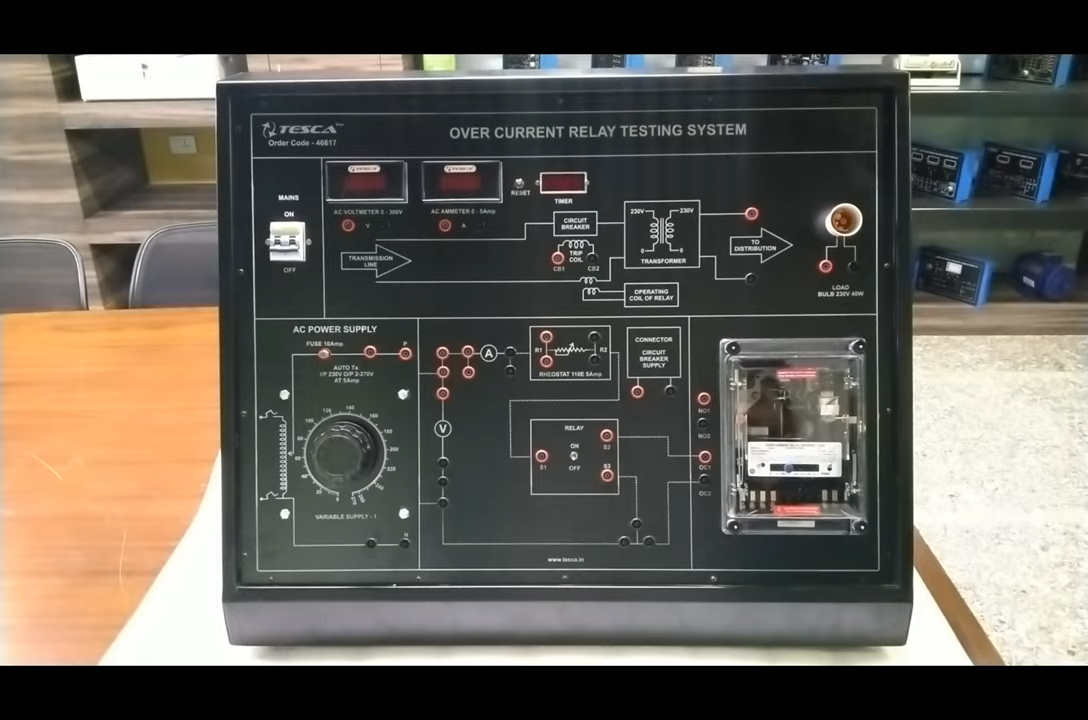 TESCA
Order Code - 46617
OVER CURRENT RELAY TESTING SYSTEM
MAINS
ON
OFF
AC VOLTMETER 0 - 300V
V
AC AMMETER 0 - 5Amp
A
RESET
TIMER
TRANSMISSION
LINE
CIRCUIT
BREAKER
TRIP
COIL
CB1
CB2
230V
230V
0
0
TRANSFORMER
OPERATING
COIL OF RELAY
TO
DISTRIBUTION
LOAD
BULB 230V 40W
AC POWER SUPPLY
FUSE 10Amp.
P
AUTO Tx.
I/P 230V O/P 2-270V
AT 5Amp
VARIABLE SUPPLY - 1
N
A
V
R1
R2
RHEOSTAT 110E 5Amp
CONNECTOR
CIRCUIT
BREAKER
SUPPLY
RELAY
ON
OFF
S1
S2
S3
NO1
NO2
OC1
OC2
www.tesca.in